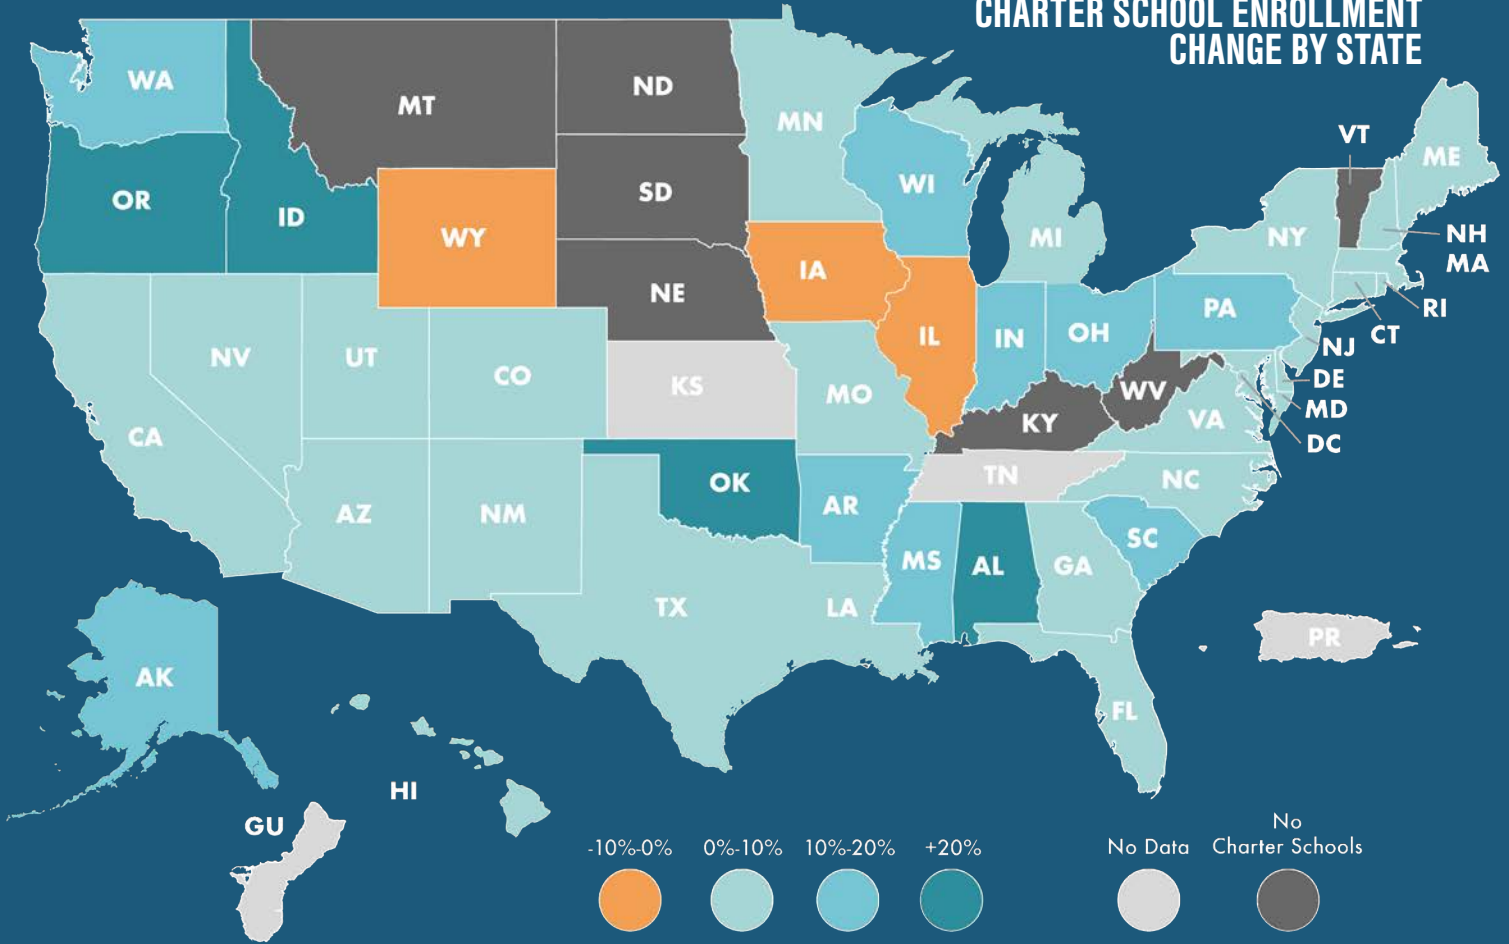 CHARTER SCHOOL ENROLLMENT
CHANGE BY STATE
WA
MT
ND
MN
VT
ME
OR
ID
SD
WI
WY
MI
NY
NH
MA
IA
NE
RI
PA
IL
IN
OH
CT
NJ
NV
UT
CO
KS
MO
WV
DE
MD
CA
KY
VA
DC
AZ
NM
OK
AR
TN
NC
SC
MS
AL
GA
TX
LA
PR
AK
FL
HI
GU
-10%-0%
0%-10%
10%-20%
+20%
No Data
No
Charter Schools